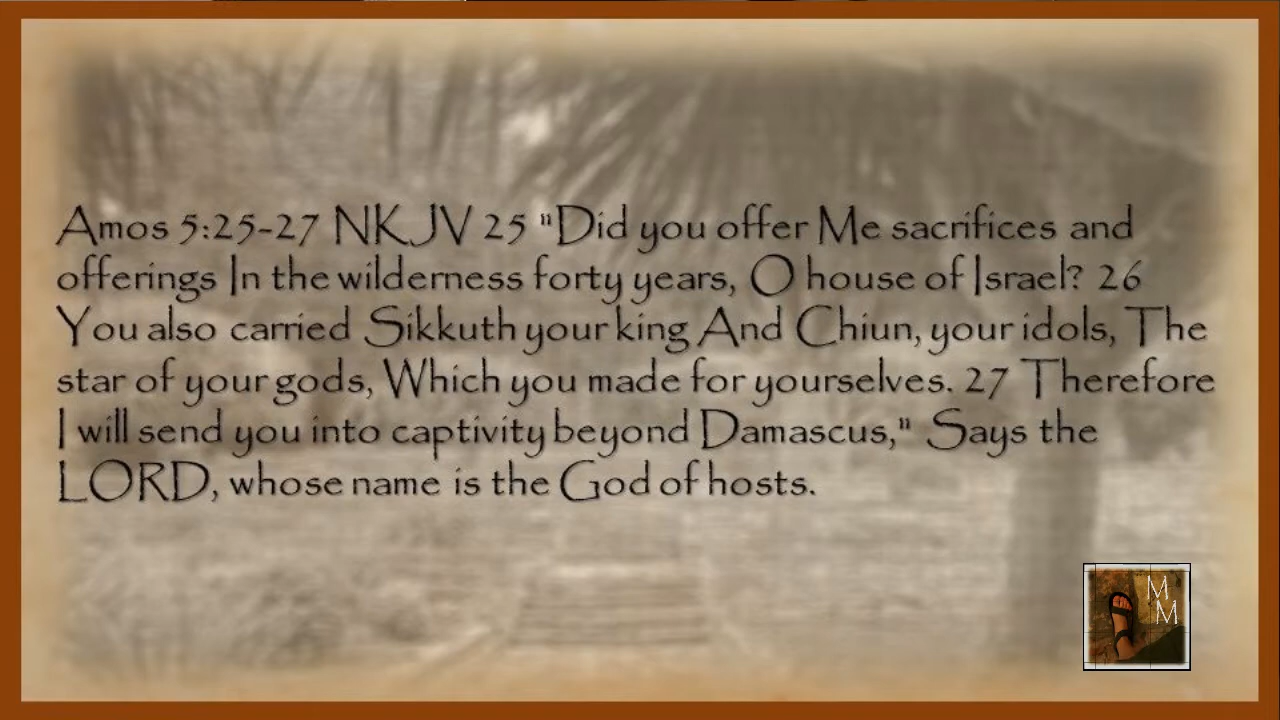 Amos 5:25-27 NKJV 25 "Did you offer Me sacrifices and
offerings In the wilderness forty years, O house of Israel? 26
You also carried Sikkuth your king And Chiun, your idols, The
star of your gods, Which you made for yourselves. 27 Therefore
I will send you into captivity beyond Damascus," Says the
LORD, whose name is the God of hosts.
M
M